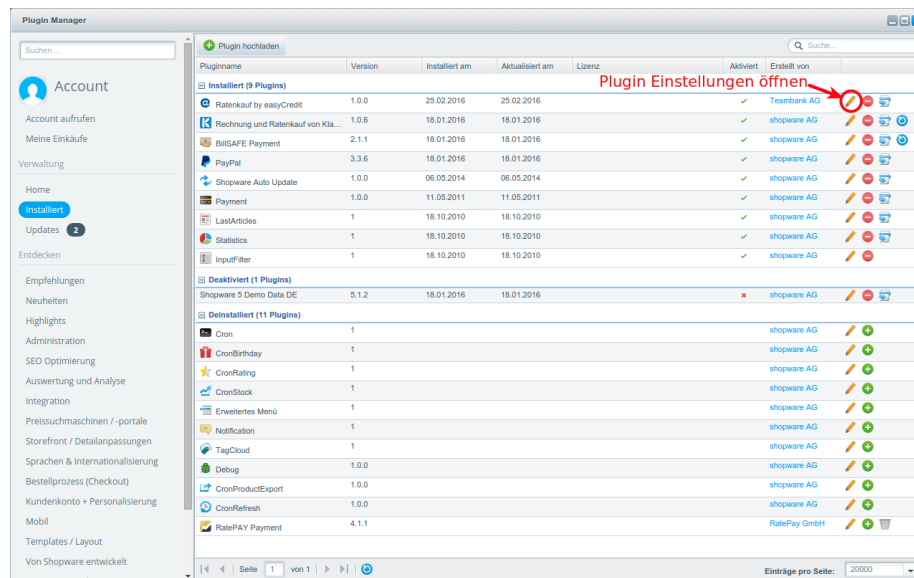 Plugin Manager
Suchen ...
Account
Account aufrufen
Meine Einkäufe
Verwaltung
Home
Installiert
Updates 2
Entdecken
Empfehlungen
Neuheiten
Highlights
Administration
SEO Optimierung
Auswertung und Analyse
Integration
Preissuchmaschinen / -portale
Storefront / Detailanpassungen
Sprachen & Internationalisierung
Bestellprozess (Checkout)
Kundenkonto + Personalisierung
Mobil
Templates / Layout
Von Shopware entwickelt
Plugin hochladen
Suche...
Pluginname Version Installiert am Aktualisiert am Lizenz Aktiviert Erstellt von
Installiert (9 Plugins)
Plugin Einstellungen öffnen
Ratenkauf by easyCredit 1.0.0 25.02.2016 25.02.2016 Teambank AG
Rechnung und Ratenkauf von Kla... 1.0.6 18.01.2016 18.01.2016 shopware AG
BillSAFE Payment 2.1.1 18.01.2016 18.01.2016 shopware AG
PayPal 3.3.6 18.01.2016 18.01.2016 shopware AG
Shopware Auto Update 1.0.0 06.05.2014 06.05.2014 shopware AG
Payment 1.0.0 11.05.2011 11.05.2011 shopware AG
LastArticles 1 18.10.2010 18.10.2010 shopware AG
Statistics 1 18.10.2010 18.10.2010 shopware AG
InputFilter 1 18.10.2010 18.10.2010 shopware AG
Deaktiviert (1 Plugins)
Shopware 5 Demo Data DE 5.1.2 18.01.2016 18.01.2016 shopware AG
Deinstalliert (11 Plugins)
Cron 1 shopware AG
CronBirthday 1 shopware AG
CronRating 1 shopware AG
CronStock 1 shopware AG
Erweitertes Menü 1 shopware AG
Notification 1 shopware AG
TagCloud 1 shopware AG
Debug 1.0.0 shopware AG
CronProductExport 1.0.0 shopware AG
CronRefresh 1.0.0 shopware AG
RatePAY Payment 4.1.1 RatePay GmbH
Seite 1 von 1 Einträge pro Seite: 20000